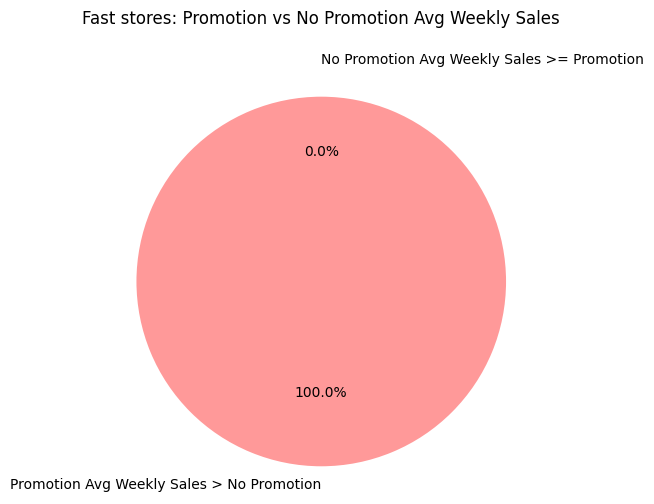 Fast stores: Promotion vs No Promotion Avg Weekly Sales
No Promotion Avg Weekly Sales >= Promotion
0.0%
100.0%
Promotion Avg Weekly Sales > No Promotion